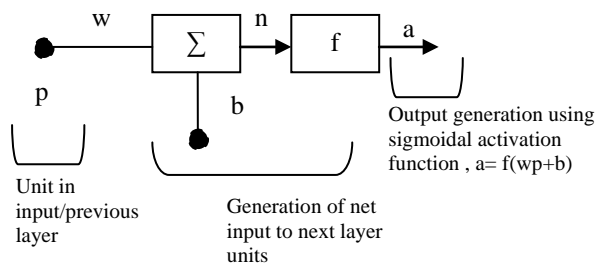 w
∑
n
f
a
p
b
Output generation using
sigmoidal activation
function , a= f(wp+b)
Unit in
input/previous
layer
Generation of net
input to next layer
units